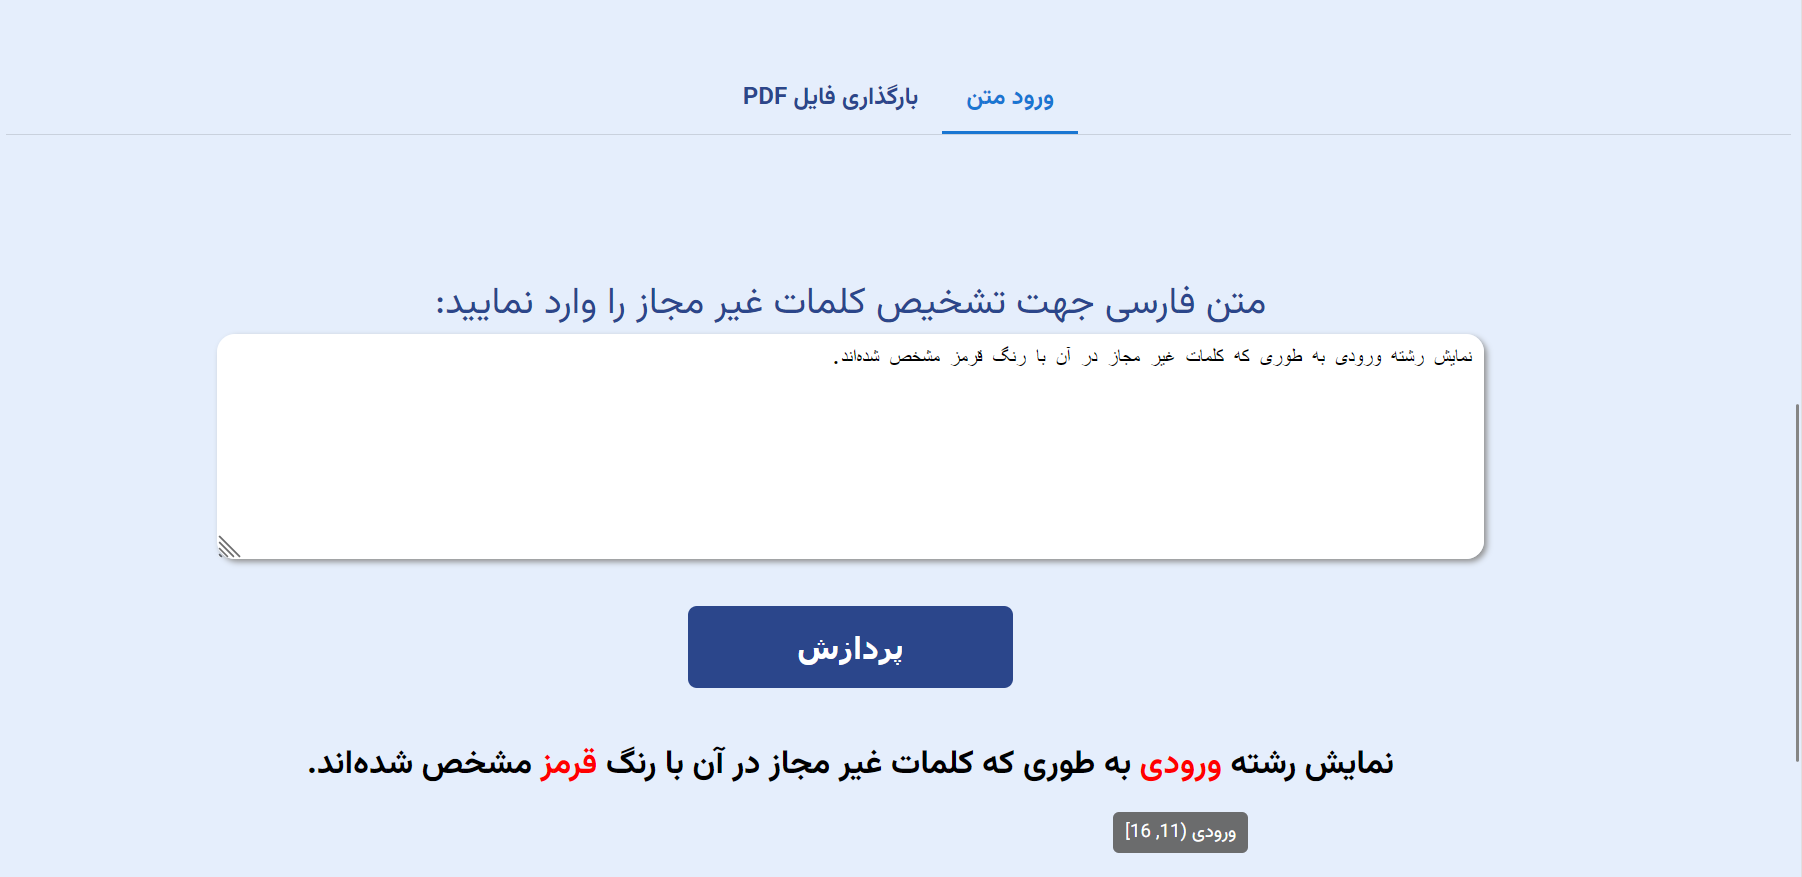 ورود متن
بارگذاری فایل PDF
متن فارسی جهت تشخیص کلمات غیر مجاز را وارد نمایید:
نمایش رشته ورودی به طوری که کلمات غیر مجاز در آن با رنگ قرمز مشخص شده‌اند.
پردازش
نمایش رشته ورودی به طوری که کلمات غیر مجاز در آن با رنگ قرمز مشخص شده‌اند.
ورودی (11, 16]